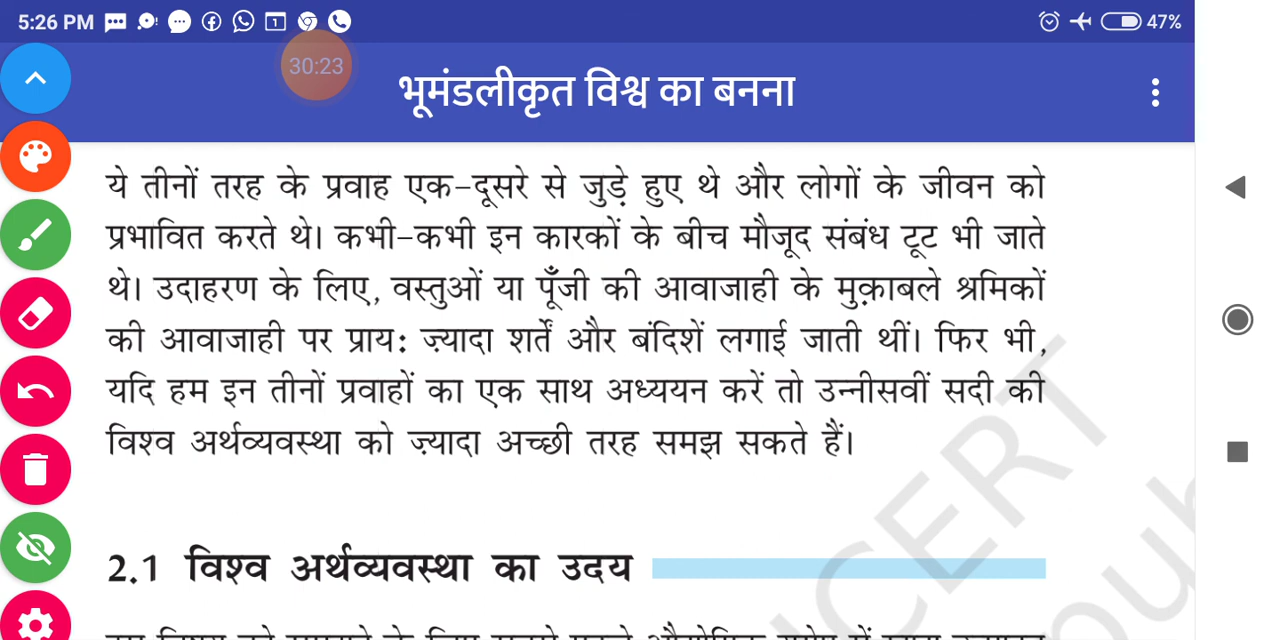 5:26 PM 47%
30:23
भूमंडलीकृत विश्व का बनना
ये तीनों तरह के प्रवाह एक-दूसरे से जुड़े हुए थे और लोगों के जीवन को
प्रभावित करते थे। कभी-कभी इन कारकों के बीच मौजूद संबंध टूट भी जाते
थे। उदाहरण के लिए, वस्तुओं या पूँजी की आवाजाही के मुक़ाबले श्रमिकों
की आवाजाही पर प्राय: ज़्यादा शर्तें और बंदिशें लगाई जाती थीं। फिर भी,
यदि हम इन तीनों प्रवाहों का एक साथ अध्ययन करें तो उन्नीसवीं सदी की
विश्व अर्थव्यवस्था को ज़्यादा अच्छी तरह समझ सकते हैं।
2.1 विश्व अर्थव्यवस्था का उदय